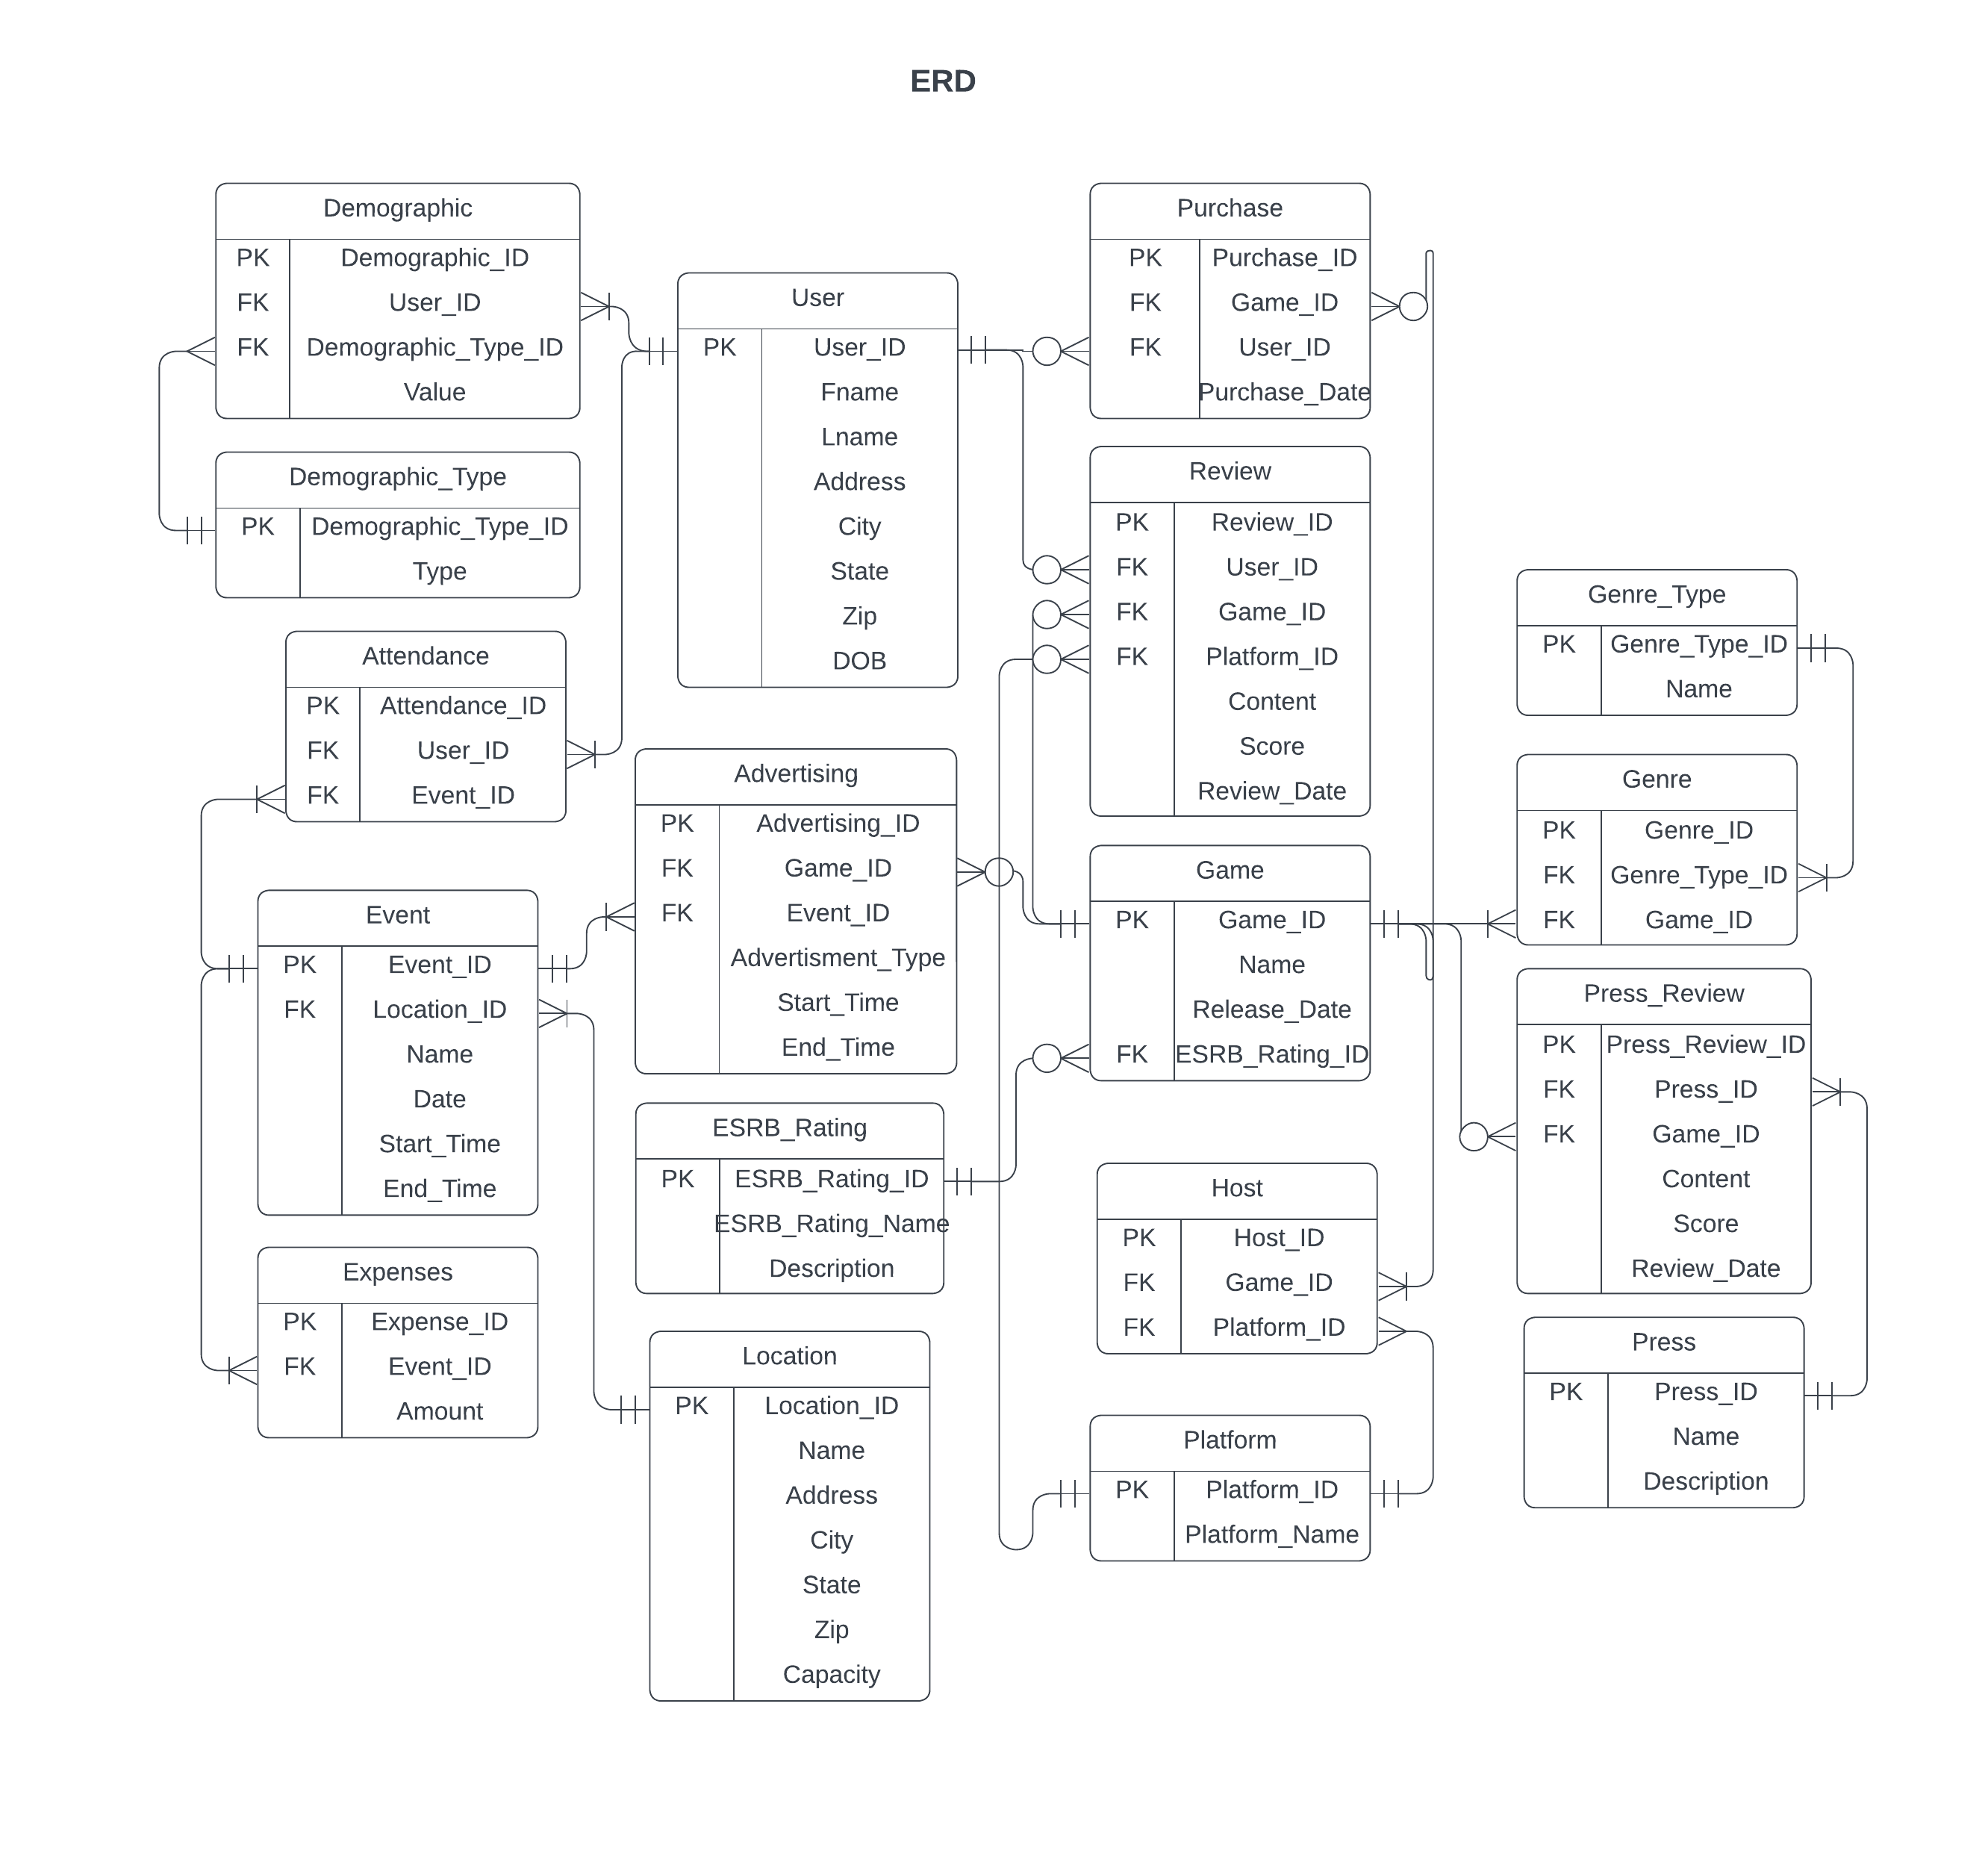 ERD
Demographic
PK Demographic_ID
FK User_ID
FK Demographic_Type_ID
Value
Demographic_Type
PK Demographic_Type_ID
Type
Attendance
PK Attendance_ID
FK User_ID
FK Event_ID
Event
PK Event_ID
FK Location_ID
Name
Date
Start_Time
End_Time
Expenses
PK Expense_ID
FK Event_ID
Amount
User
PK User_ID
Fname
Lname
Address
City
State
Zip
DOB
Advertising
PK Advertising_ID
FK Game_ID
FK Event_ID
Advertisment_Type
Start_Time
End_Time
ESRB_Rating
PK ESRB_Rating_ID
ESRB_Rating_Name
Description
Location
PK Location_ID
Name
Address
City
State
Zip
Capacity
Purchase
PK Purchase_ID
FK Game_ID
FK User_ID
Purchase_Date
Review
PK Review_ID
FK User_ID
FK Game_ID
FK Platform_ID
Content
Score
Review_Date
Game
PK Game_ID
Name
Release_Date
FK ESRB_Rating_ID
Host
PK Host_ID
FK Game_ID
FK Platform_ID
Platform
PK Platform_ID
Platform_Name
Genre_Type
PK Genre_Type_ID
Name
Genre
PK Genre_ID
FK Genre_Type_ID
FK Game_ID
Press_Review
PK Press_Review_ID
FK Press_ID
FK Game_ID
Content
Score
Review_Date
Press
PK Press_ID
Name
Description